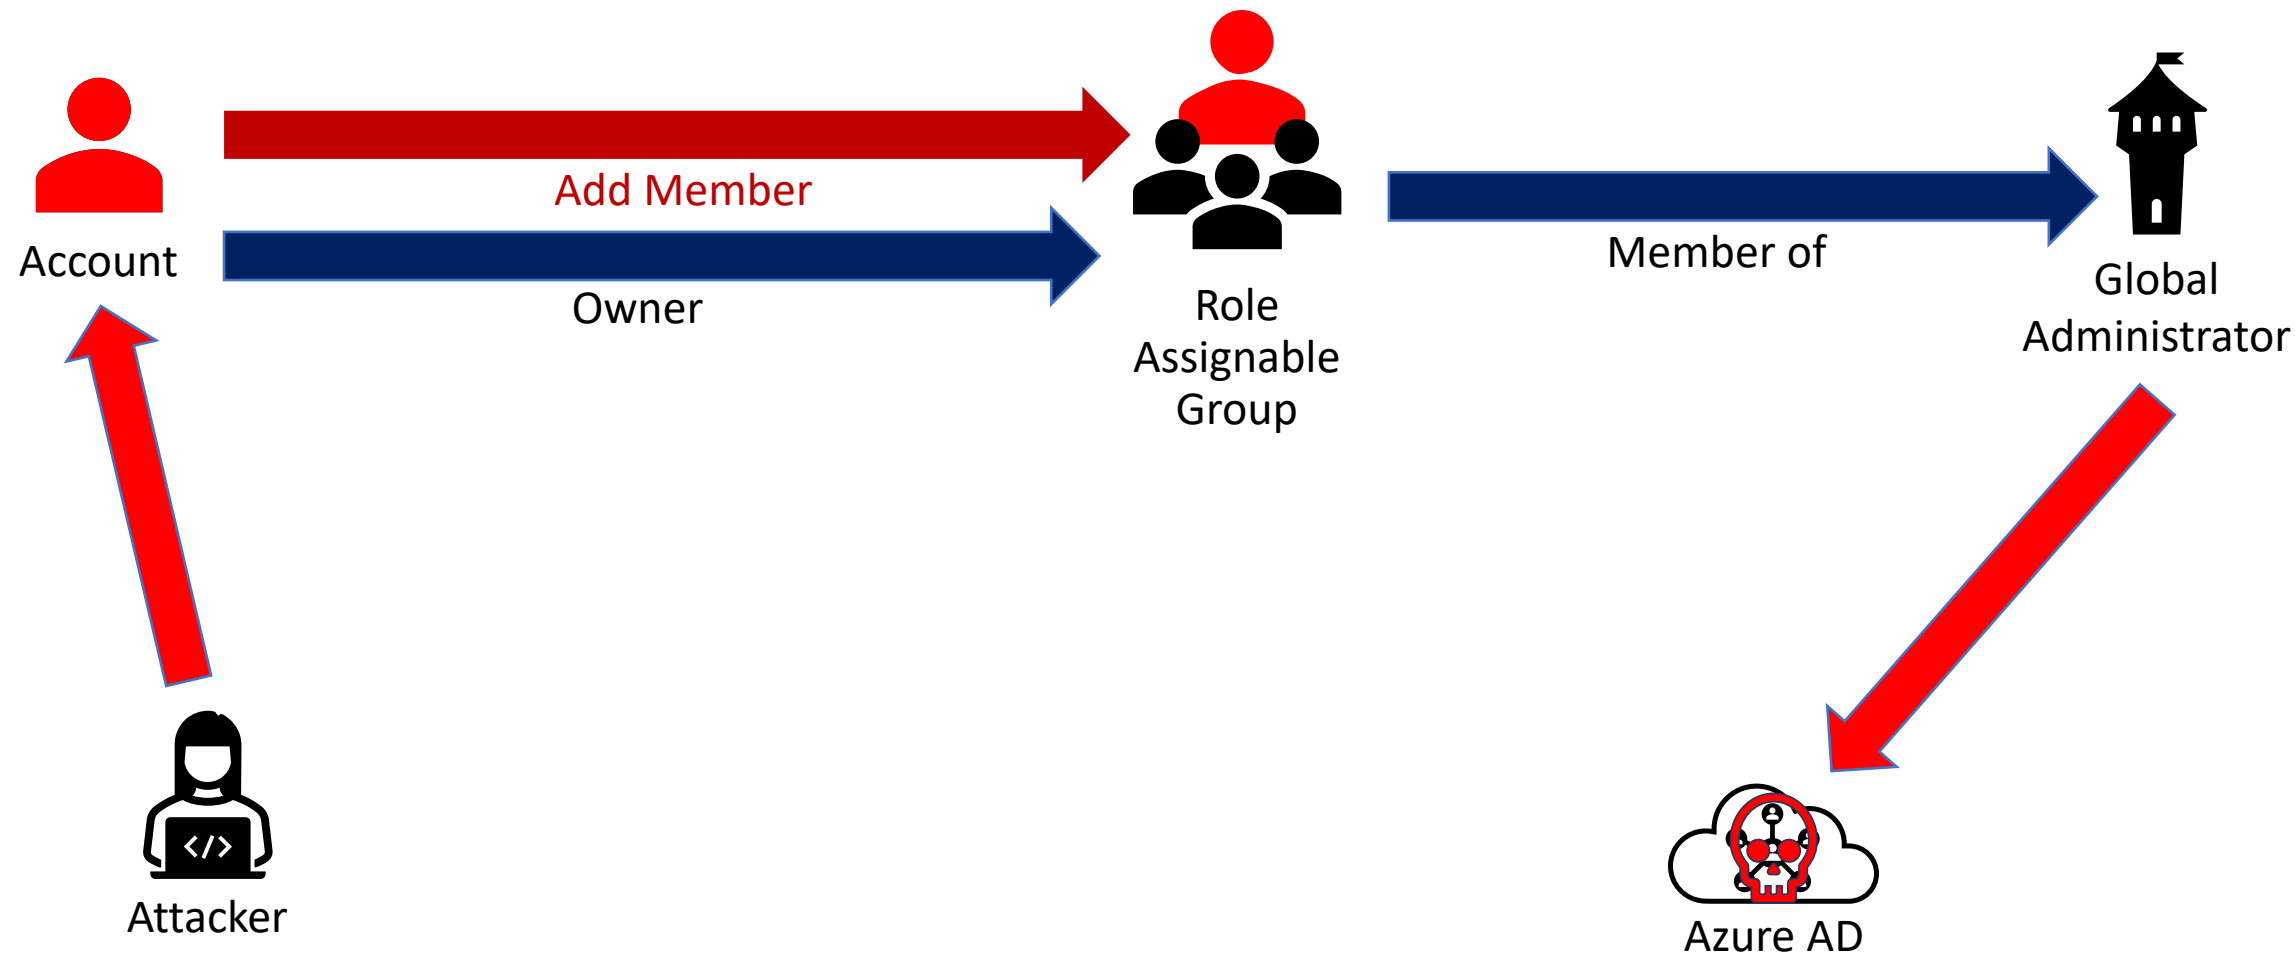 Add Member
Account
Owner
Role
Assignable
Group
Member of
Global
Administrator
</>
Attacker
Azure AD